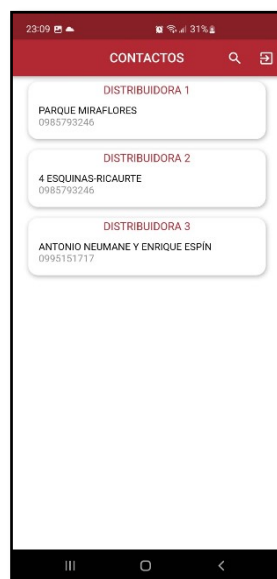 23:09 31%
CONTACTOS
DISTRIBUIDORA 1
PARQUE MIRAFLORES
0985793246
DISTRIBUIDORA 2
4 ESQUINAS-RICAURTE
0985793246
DISTRIBUIDORA 3
ANTONIO NEUMANE Y ENRIQUE ESPÍN
0995151717